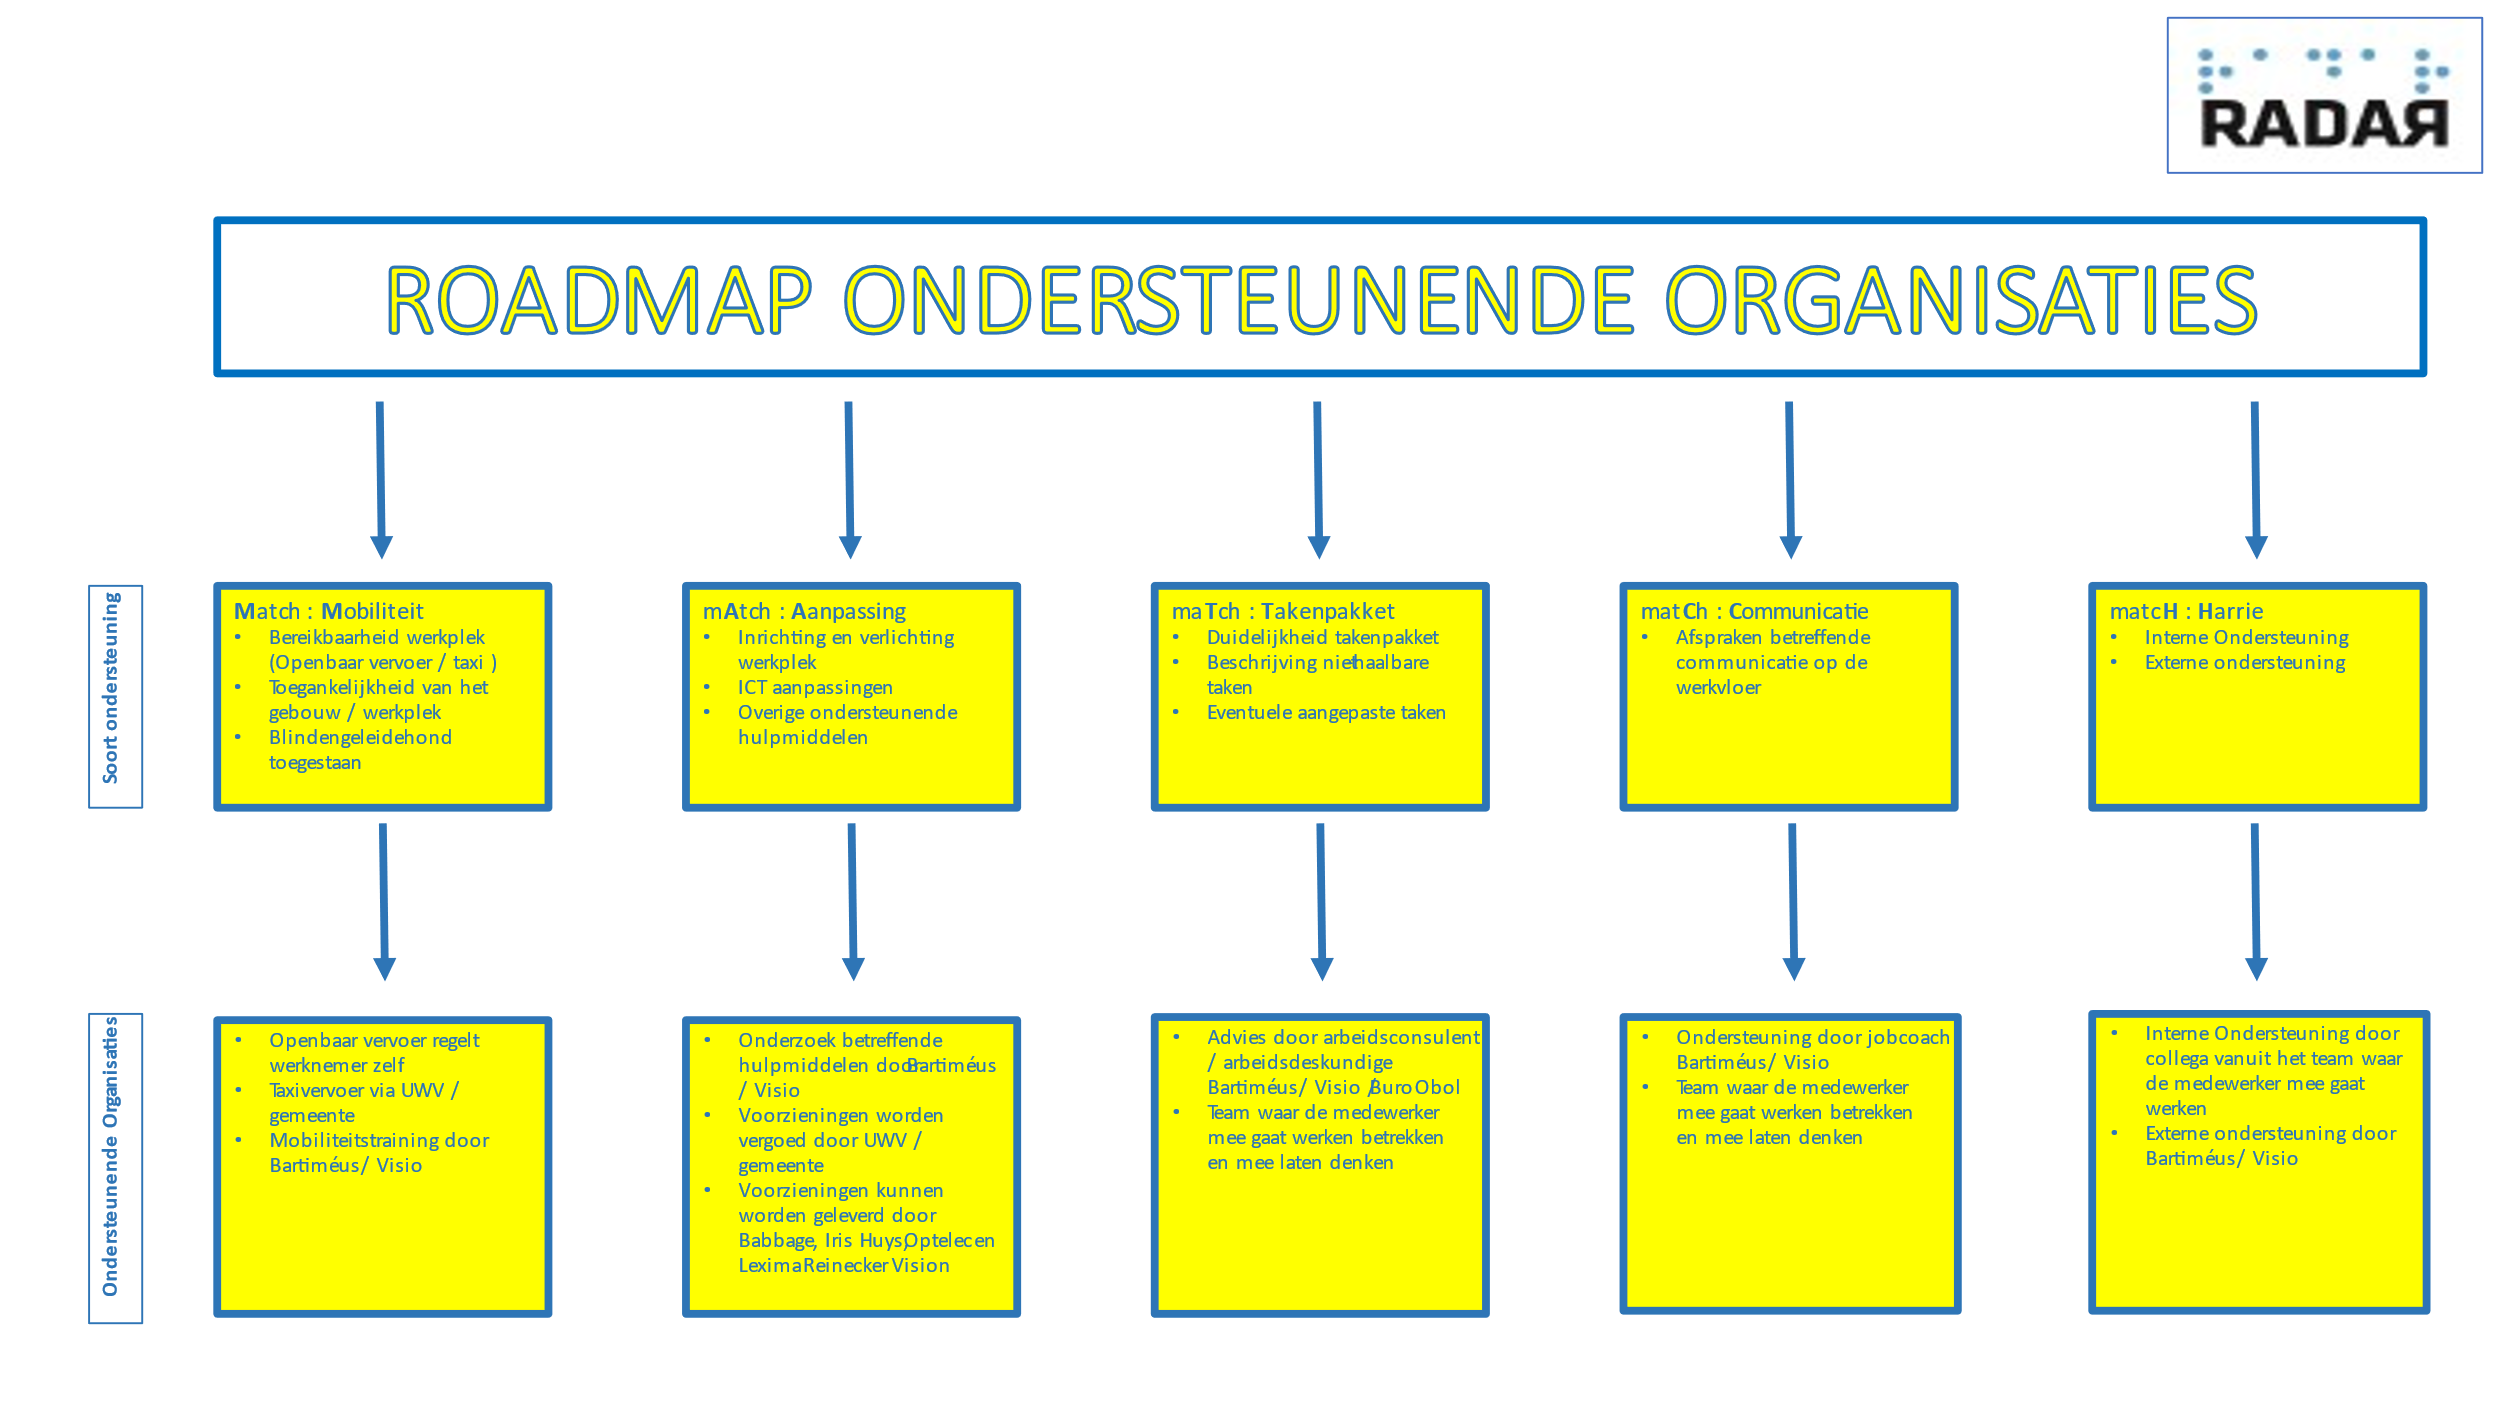 RADAR
ROADMAP ONDERSTEUNENDE ORGANISATIES
Soort ondersteuning
Match : Mobiliteit
• Bereikbaarheid werkplek
(Openbaar vervoer / taxi )
• Toegankelijkheid van het
gebouw / werkplek
• Blindengeleidehond
toegestaan
mAtch : Aanpassing
• Inrichting en verlichting
werkplek
• ICT aanpassingen
• Overige ondersteunende
hulpmiddelen
maTch : Takenpakket
• Duidelijkheid takenpakket
• Beschrijving niet haalbare
taken
• Eventuele aangepaste taken
matCh : Communicatie
• Afspraken betreffende
communicatie op de
werkvloer
matcH : Harrie
• Interne Ondersteuning
• Externe ondersteuning
Ondersteunende Organisaties
• Openbaar vervoer regelt
werknemer zelf
• Taxivervoer via UWV /
gemeente
• Mobiliteitstraining door
Bartiméus/ Visio
• Onderzoek betreffende
hulpmiddelen door Bartiméus
/ Visio
• Voorzieningen worden
vergoed door UWV /
gemeente
• Voorzieningen kunnen
worden geleverd door
Babbage, Iris Huys, Optelec en
Lexima Reinecker Vision
• Advies door arbeidsconsulent
/ arbeidsdeskundige
Bartiméus/ Visio / Buro Obol
• Team waar de medewerker
mee gaat werken betrekken
en mee laten denken
• Ondersteuning door jobcoach
Bartiméus/ Visio
• Team waar de medewerker
mee gaat werken betrekken
en mee laten denken
• Interne Ondersteuning door
collega vanuit het team waar
de medewerker mee gaat
werken
• Externe ondersteuning door
Bartiméus/ Visio